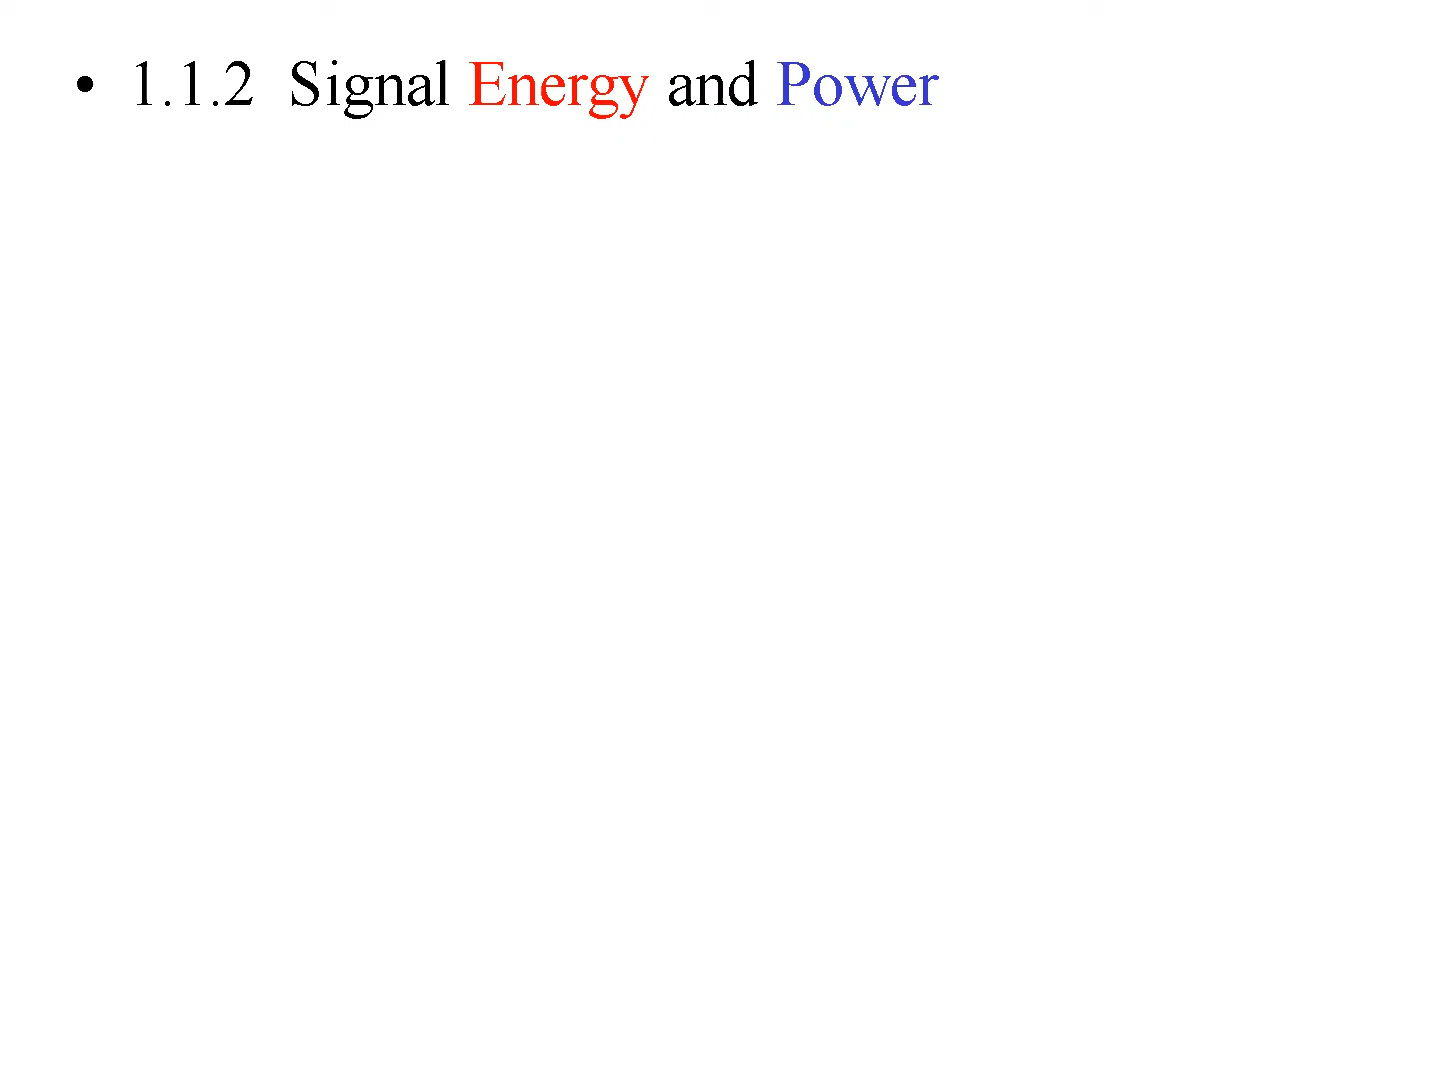 • 1.1.2 Signal Energy and Power